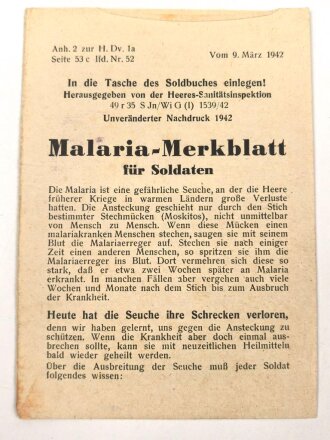 Anh. 2 zur H. Dv. 1a
Seite 53 c lfd. Nr. 52
Vom 9. März 1942
In die Tasche des Soldbuches einlegen!
Herausgegeben von der Heeres-Sanitätsinspektion
49 r 35 S Jn/Wi G (I) 1539/42
Unveränderter Nachdruck 1942
Malaria-Merkblatt
für Soldaten
Die Malaria ist eine gefährliche Seuche, an der die Heere
früherer Kriege in warmen Ländern große Verluste
hatten. Die Ansteckung geschieht nur durch den Stich
bestimmter Stechmücken (Moskitos), nicht unmittelbar
von Mensch zu Mensch. Wenn diese Mücken einen
malariakranken Menschen stechen, saugen sie mit seinem
Blut die Malariaerreger auf. Stechen sie nach einiger
Zeit einen anderen Menschen, so spritzen sie ihm die
Malariaerreger ins Blut. Dort vermehren sich diese so
stark, daß er etwa zwei Wochen später an Malaria
erkrankt. In manchen Fällen aber vergehen auch viele
Wochen und Monate nach dem Stich bis zum Ausbruch
der Krankheit.
Heute hat die Seuche ihre Schrecken verloren,
denn wir haben gelernt, uns gegen die Ansteckung zu
schützen. Wenn die Krankheit aber doch einmal aus-
brechen sollte, kann sie mit neuzeitlichen Heilmitteln
bald wieder geheilt werden.
Über die Ausbreitung der Seuche muß jeder Soldat
folgendes wissen: